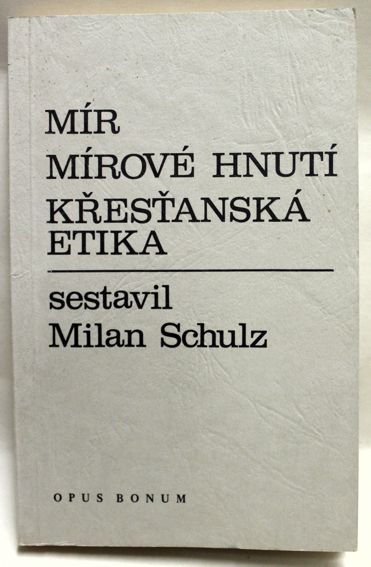 MÍR
MÍROVÉ HNUTÍ
KŘESŤANSKÁ
ETIKA
sestavil
Milan Schulz
OPUS BONUM